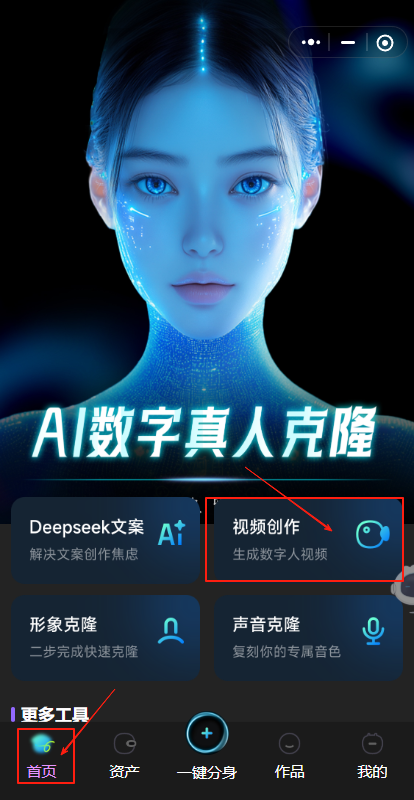 AI数字真人克隆
Deepseek文案
解决文案创作焦虑
视频创作
生成数字人视频
形象克隆
二步完成快速克隆
声音克隆
复刻你的专属音色
更多工具
首页
资产
一键分身
作品
我的